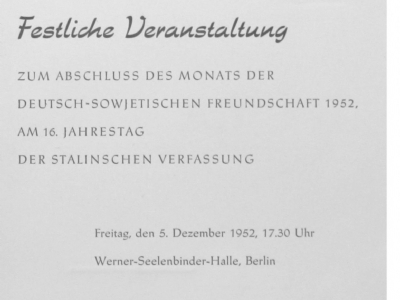 Festliche Veranstaltung
ZUM ABSCHLUSS DES MONATS DER
DEUTSCH-SOWJETISCHEN FREUNDSCHAFT 1952,
AM 16. JAHRESTAG
DER STALINSCHEN VERFASSUNG
Freitag, den 5. Dezember 1952, 17.30 Uhr
Werner-Seelenbinder-Halle, Berlin